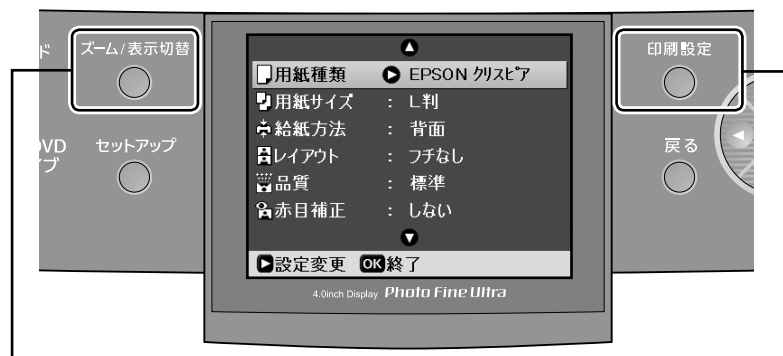 ド
ズーム/表示切替
印刷設定
用紙種類 EPSON クリスピア
用紙サイズ : L判
給紙方法 : 背面
レイアウト : フチなし
品質 : 標準
赤目補正 : しない
設定変更 OK終了
VD
イブ
セットアップ
戻る
4.0inch Display Photo Fine Ultra